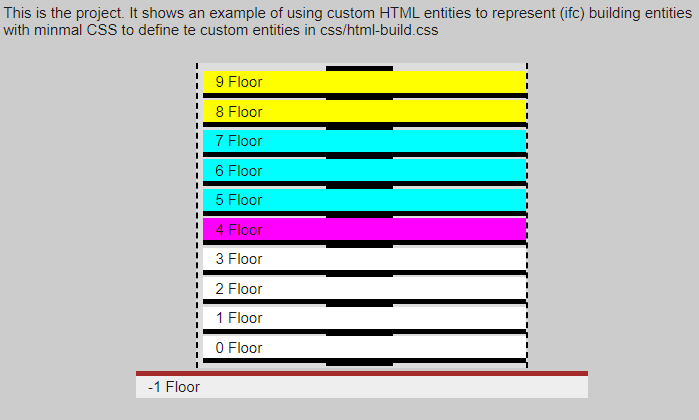 This is the project. It shows an example of using custom HTML entities to represent (ifc) building entities
with minmal CSS to define te custom entities in css/html-build.css
9 Floor
8 Floor
7 Floor
6 Floor
5 Floor
4 Floor
3 Floor
2 Floor
1 Floor
0 Floor
-1 Floor